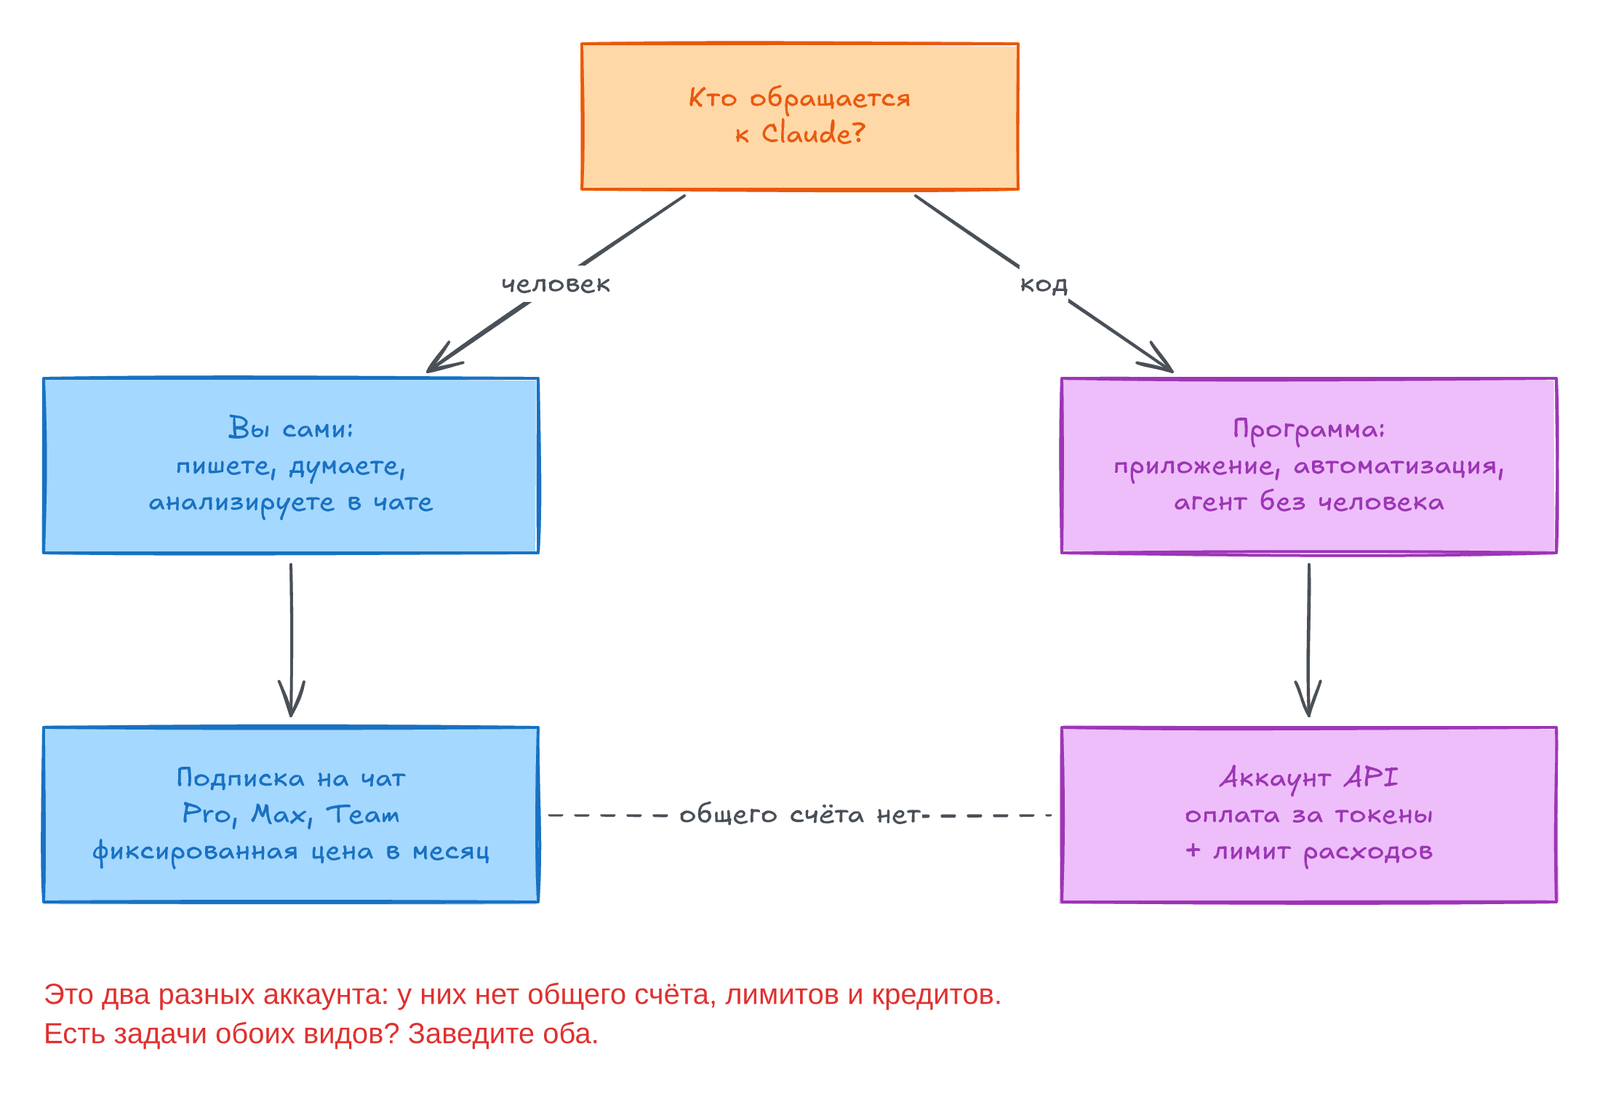 Кто обращается
к Claude?
человек
код
Вы сами:
пишете, думаете,
анализируете в чате
Программа:
приложение, автоматизация,
агент без человека
Подписка на чат
Pro, Max, Team
фиксированная цена в месяц
общего счёта нет
Аккаунт API
оплата за токены
+ лимит расходов
Это два разных аккаунта: у них нет общего счёта, лимитов и кредитов.
Есть задачи обоих видов? Заведите оба.